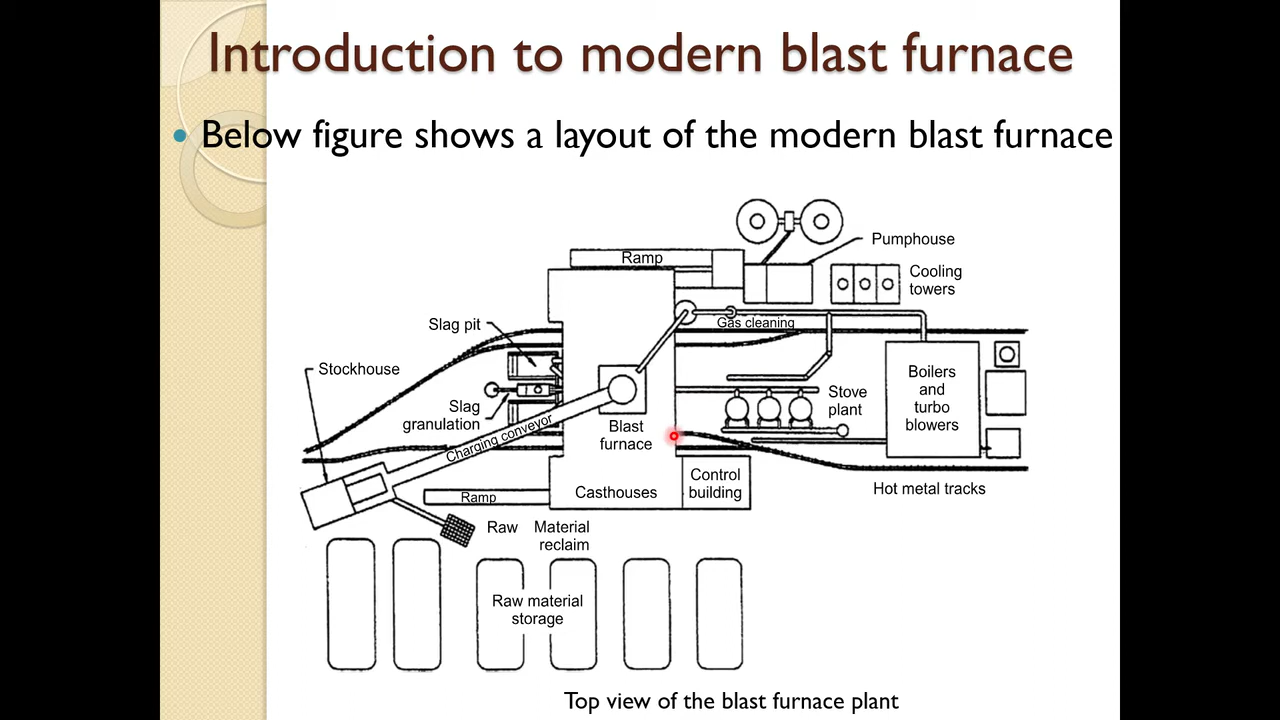 Introduction to modern blast furnace
Below figure shows a layout of the modern blast furnace
Pumphouse
Ramp
Cooling
towers
Gas cleaning
Slag pit
Stockhouse
Boilers
and
turbo
blowers
Stove
plant
Slag
granulation
Charging conveyor
Blast
furnace
Control
building
Casthouses
Ramp
Hot metal tracks
Raw Material
reclaim
Raw material
storage
Top view of the blast furnace plant